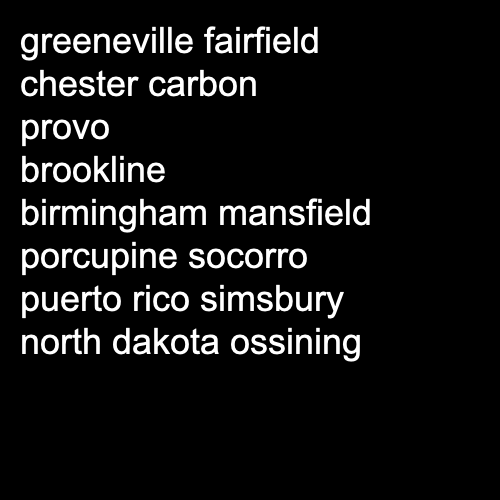 greeneville fairfield
chester carbon
provo
brookline
birmingham mansfield
porcupine socorro
puerto rico simsbury
north dakota ossining